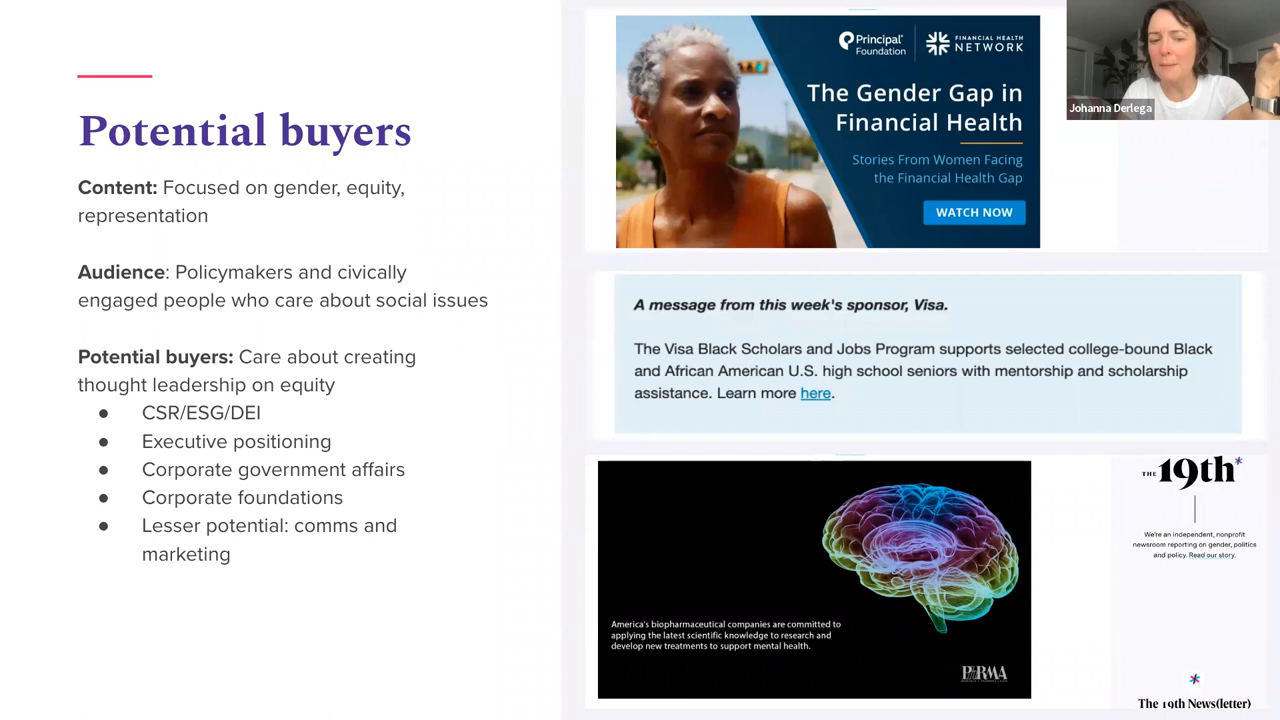 Potential buyers
Content: Focused on gender, equity,
representation
Audience: Policymakers and civically
engaged people who care about social issues
Potential buyers: Care about creating
thought leadership on equity
● CSR/ESG/DEI
● Executive positioning
● Corporate government affairs
● Corporate foundations
● Lesser potential: comms and
marketing
Principal®
Foundation
FINANCIAL HEALTH
NETWORK
The Gender Gap in
Financial Health
Stories From Women Facing
the Financial Health Gap
WATCH NOW
Johanna Derlega
A message from this week's sponsor, Visa.
The Visa Black Scholars and Jobs Program supports selected college-bound Black
and African American U.S. high school seniors with mentorship and scholarship
assistance. Learn more here.
America's biopharmaceutical companies are committed to
applying the latest scientific knowledge to research and
develop new treatments to support mental health.
PhRMA
THE 19th*
We're an independent, nonprofit
newsroom reporting on gender, politics
and policy. Read our story.
The 19th News(letter)